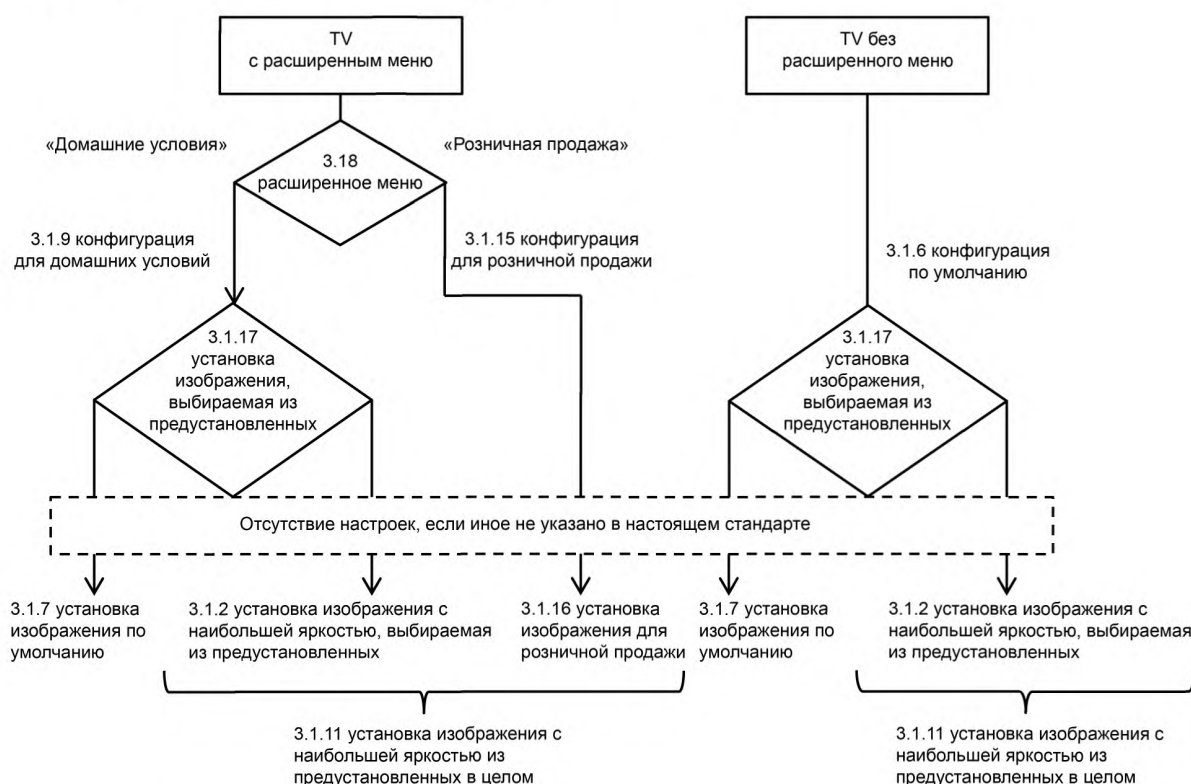 TV
с расширенным меню
TV без
расширенного меню
«Домашние условия»
«Розничная продажа»
3.18
расширенное меню
3.1.9 конфигурация
для домашних условий
3.1.15 конфигурация
для розничной продажи
3.1.6 конфигурация
по умолчанию
3.1.17
установка
изображения,
выбираемая из
предустановленных
3.1.17
установка
изображения,
выбираемая из
предустановленных
Отсутствие настроек, если иное не указано в настоящем стандарте
3.1.7 установка
изображения по
умолчанию
3.1.2 установка изображения с
наибольшей яркостью, выбираемая
из предустановленных
3.1.16 установка
изображения для
розничной продажи
3.1.7 установка
изображения по
умолчанию
3.1.2 установка изображения с
наибольшей яркостью, выбираемая
из предустановленных
3.1.11 установка изображения с
наибольшей яркостью из
предустановленных в целом
3.1.11 установка изображения с
наибольшей яркостью из
предустановленных в целом